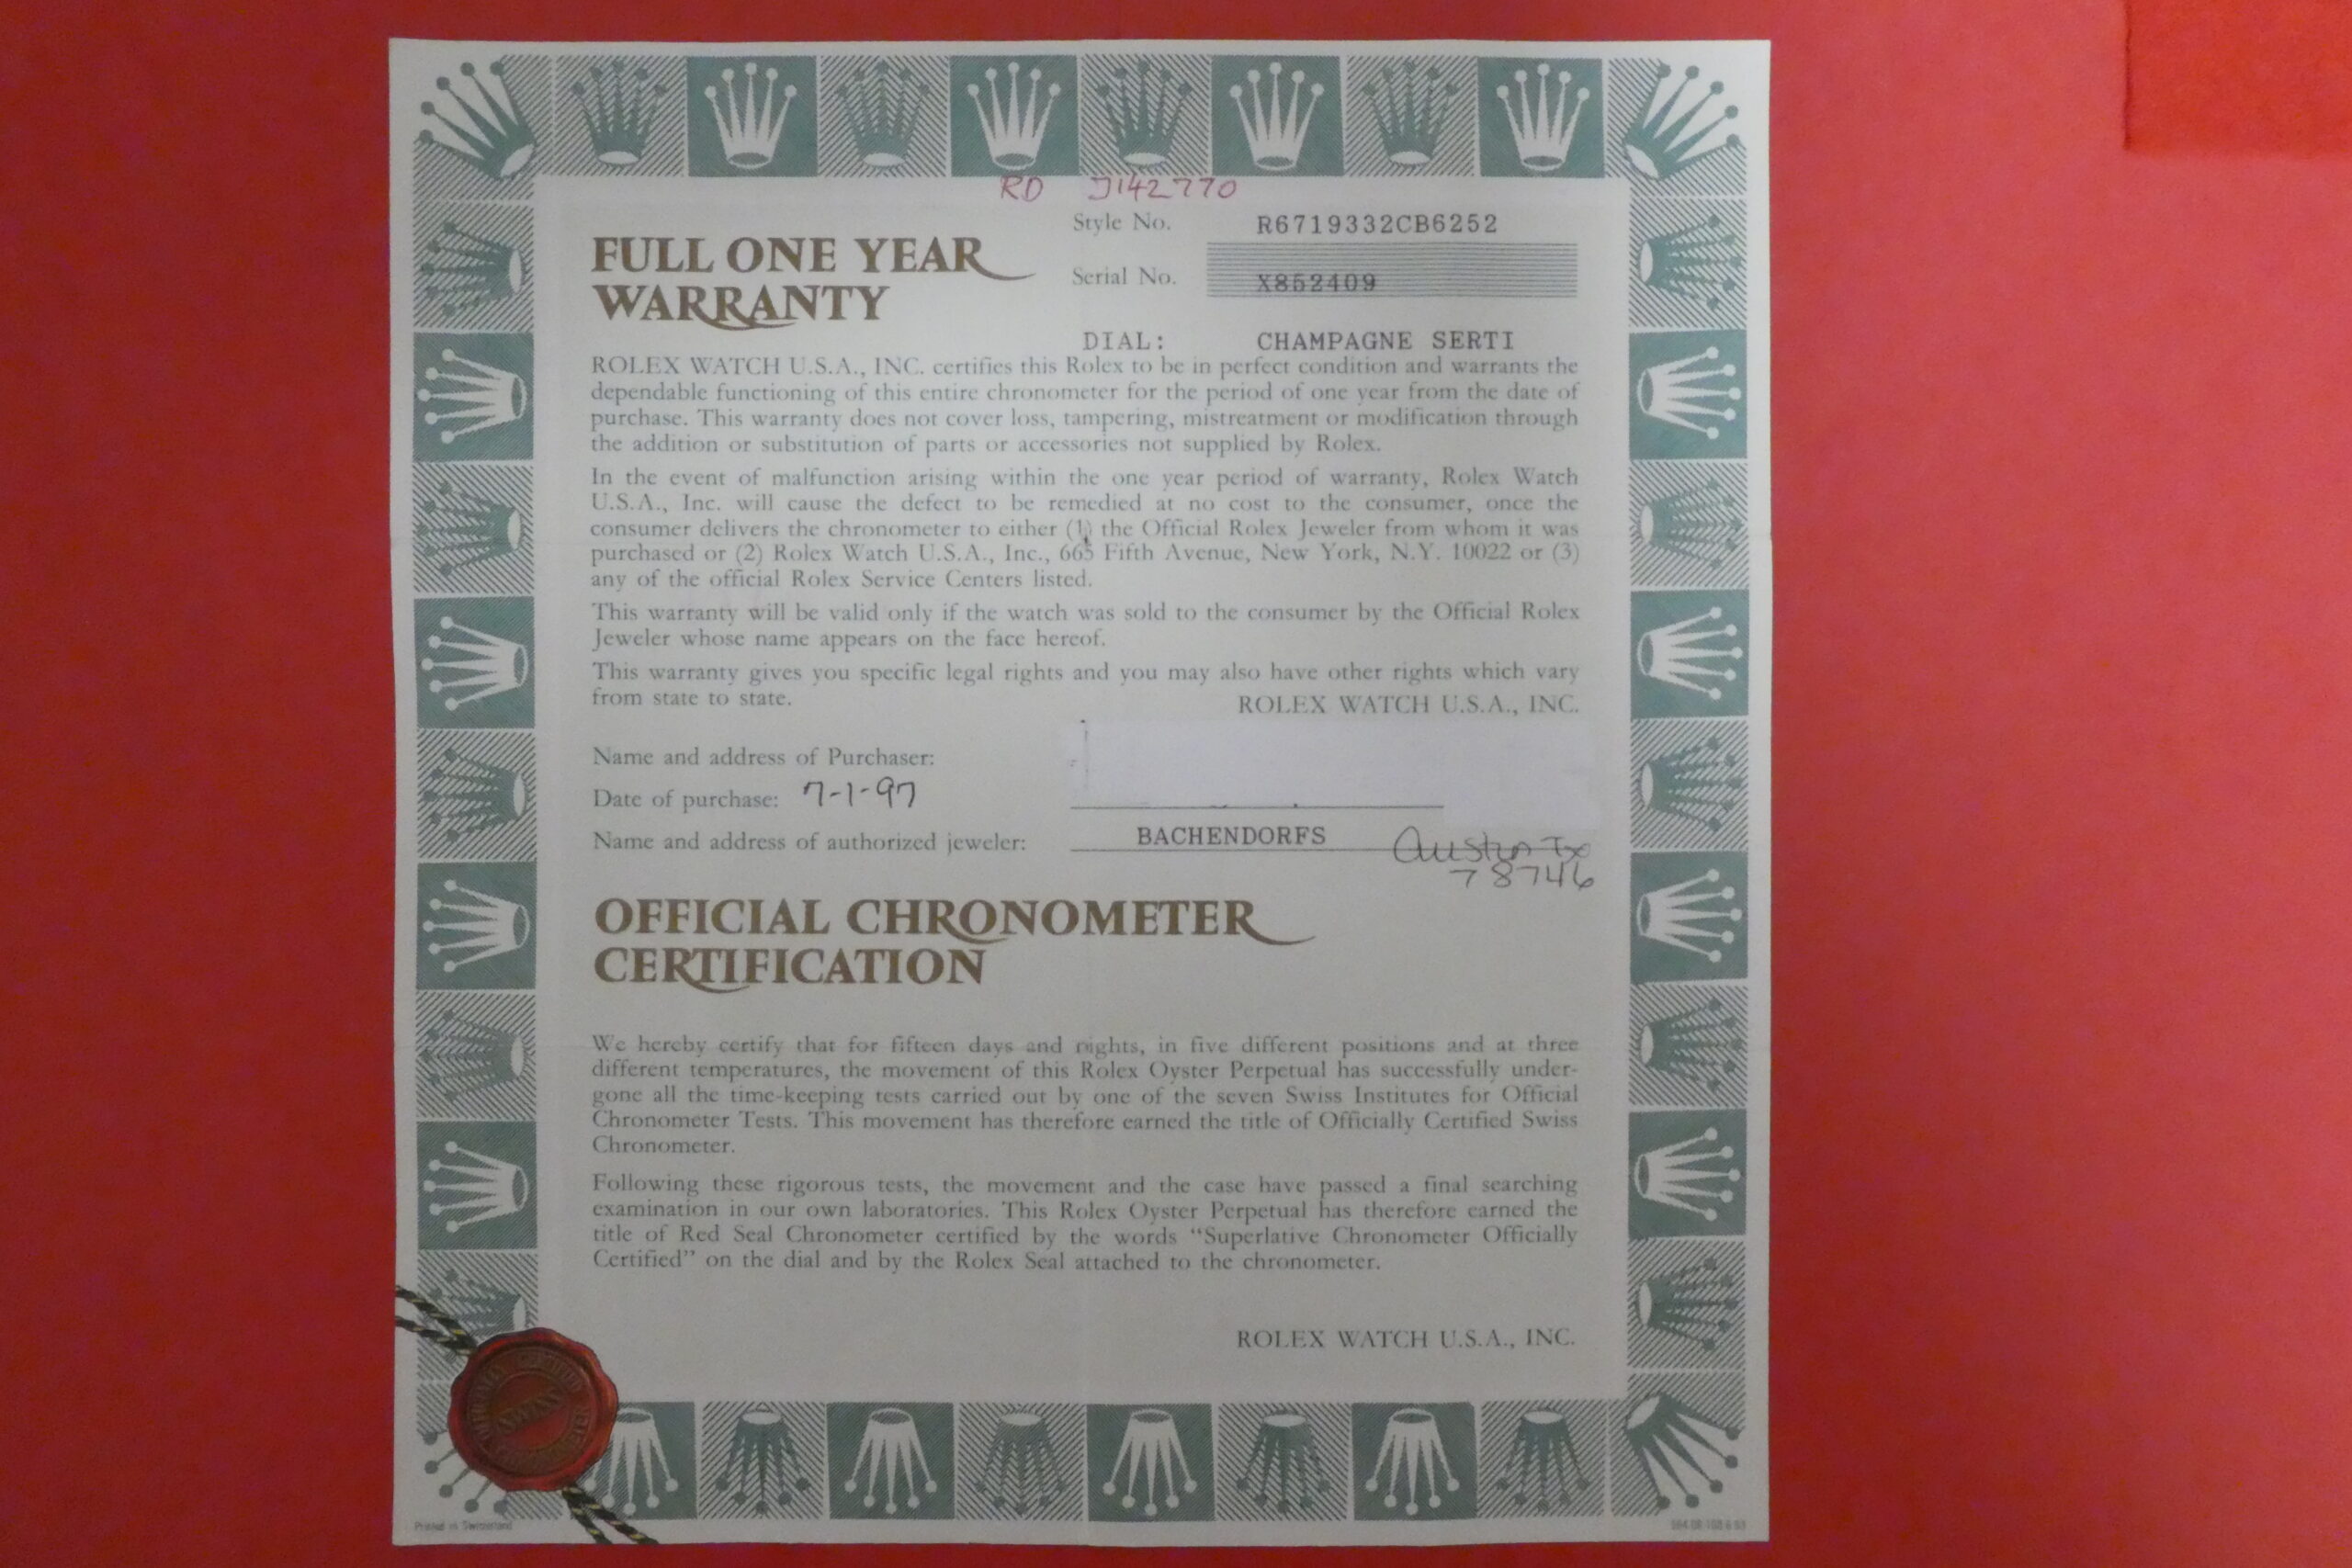 RD J142770
Style No. R6719332CB6252
FULL ONE YEAR
WARRANTY
Serial No. X852409
DIAL: CHAMPAGNE SERTI
ROLEX WATCH U.S.A., INC. certifies this Rolex to be in perfect condition and warrants the
dependable functioning of this entire chronometer for the period of one year from the date of
purchase. This warranty does not cover loss, tampering, mistreatment or modification through
the addition or substitution of parts or accessories not supplied by Rolex.
In the event of malfunction arising within the one year period of warranty, Rolex Watch
U.S.A., Inc. will cause the defect to be remedied at no cost to the consumer, once the
consumer delivers the chronometer to either (1) the Official Rolex Jeweler from whom it was
purchased or (2) Rolex Watch U.S.A., Inc., 665 Fifth Avenue, New York, N.Y. 10022 or (3)
any of the official Rolex Service Centers listed.
This warranty will be valid only if the watch was sold to the consumer by the Official Rolex
Jeweler whose name appears on the face hereof.
This warranty gives you specific legal rights and you may also have other rights which vary
from state to state.
ROLEX WATCH U.S.A., INC.
Name and address of Purchaser:
Date of purchase: 7-1-97
Name and address of authorized jeweler: BACHENDORFS Austin Tx
78746
OFFICIAL CHRONOMETER
CERTIFICATION
We hereby certify that for fifteen days and nights, in five different positions and at three
different temperatures, the movement of this Rolex Oyster Perpetual has successfully under-
gone all the time-keeping tests carried out by one of the seven Swiss Institutes for Official
Chronometer Tests. This movement has therefore earned the title of Officially Certified Swiss
Chronometer.
Following these rigorous tests, the movement and the case have passed a final searching
examination in our own laboratories. This Rolex Oyster Perpetual has therefore earned the
title of Red Seal Chronometer certified by the words “Superlative Chronometer Officially
Certified” on the dial and by the Rolex Seal attached to the chronometer.
ROLEX WATCH U.S.A., INC.
Printed in Switzerland